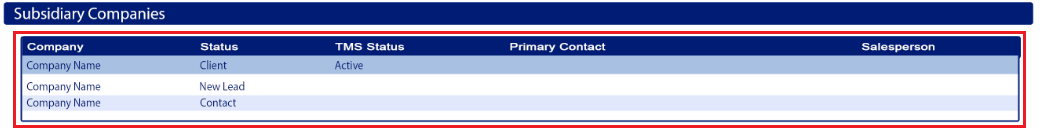 Subsidiary Companies
Company Status TMS Status Primary Contact Salesperson
Company Name Client Active
Company Name New Lead
Company Name Contact